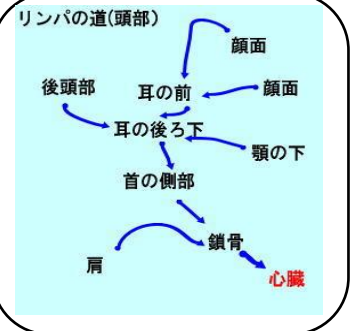 リンパの道(頭部)
顔面
後頭部
耳の前
顔面
耳の後ろ下
顎の下
首の側部
鎖骨
肩
心臓